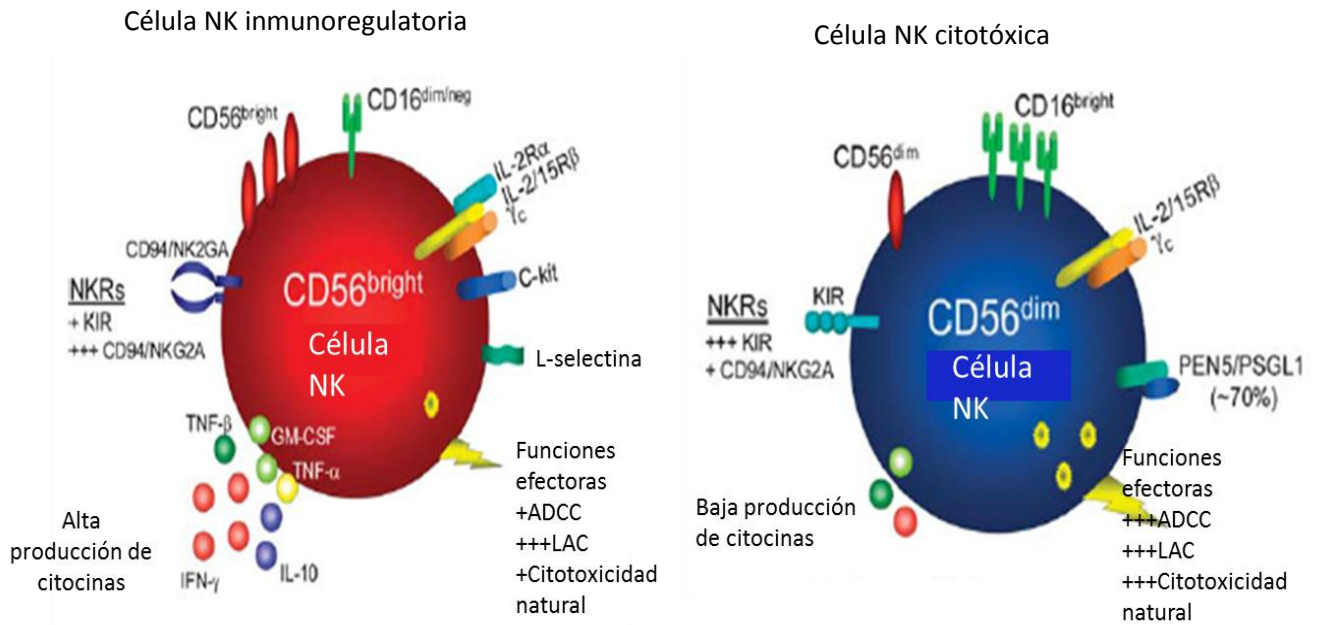 Célula NK inmunoregulatoria
CD56bright
CD16dim/neg
IL-2Rα
IL-2/15Rβ
γc
CD94/NK2GA
C-kit
NKRs
+ KIR
+++ CD94/NKG2A
CD56bright
Célula
NK
L-selectina
TNF-β
GM-CSF
TNF-α
IFN-γ
IL-10
Alta
producción de
citocinas
Funciones
efectoras
+ADCC
+++LAC
+Citotoxicidad
natural
Célula NK citotóxica
CD16bright
CD56dim
IL-2/15Rβ
γc
KIR
NKRs
+++ KIR
+ CD94/NKG2A
CD56dim
Célula
NK
PEN5/PSGL1
(~70%)
Baja producción
de citocinas
Funciones
efectoras
+++ADCC
+++LAC
+++Citotoxicidad
natural